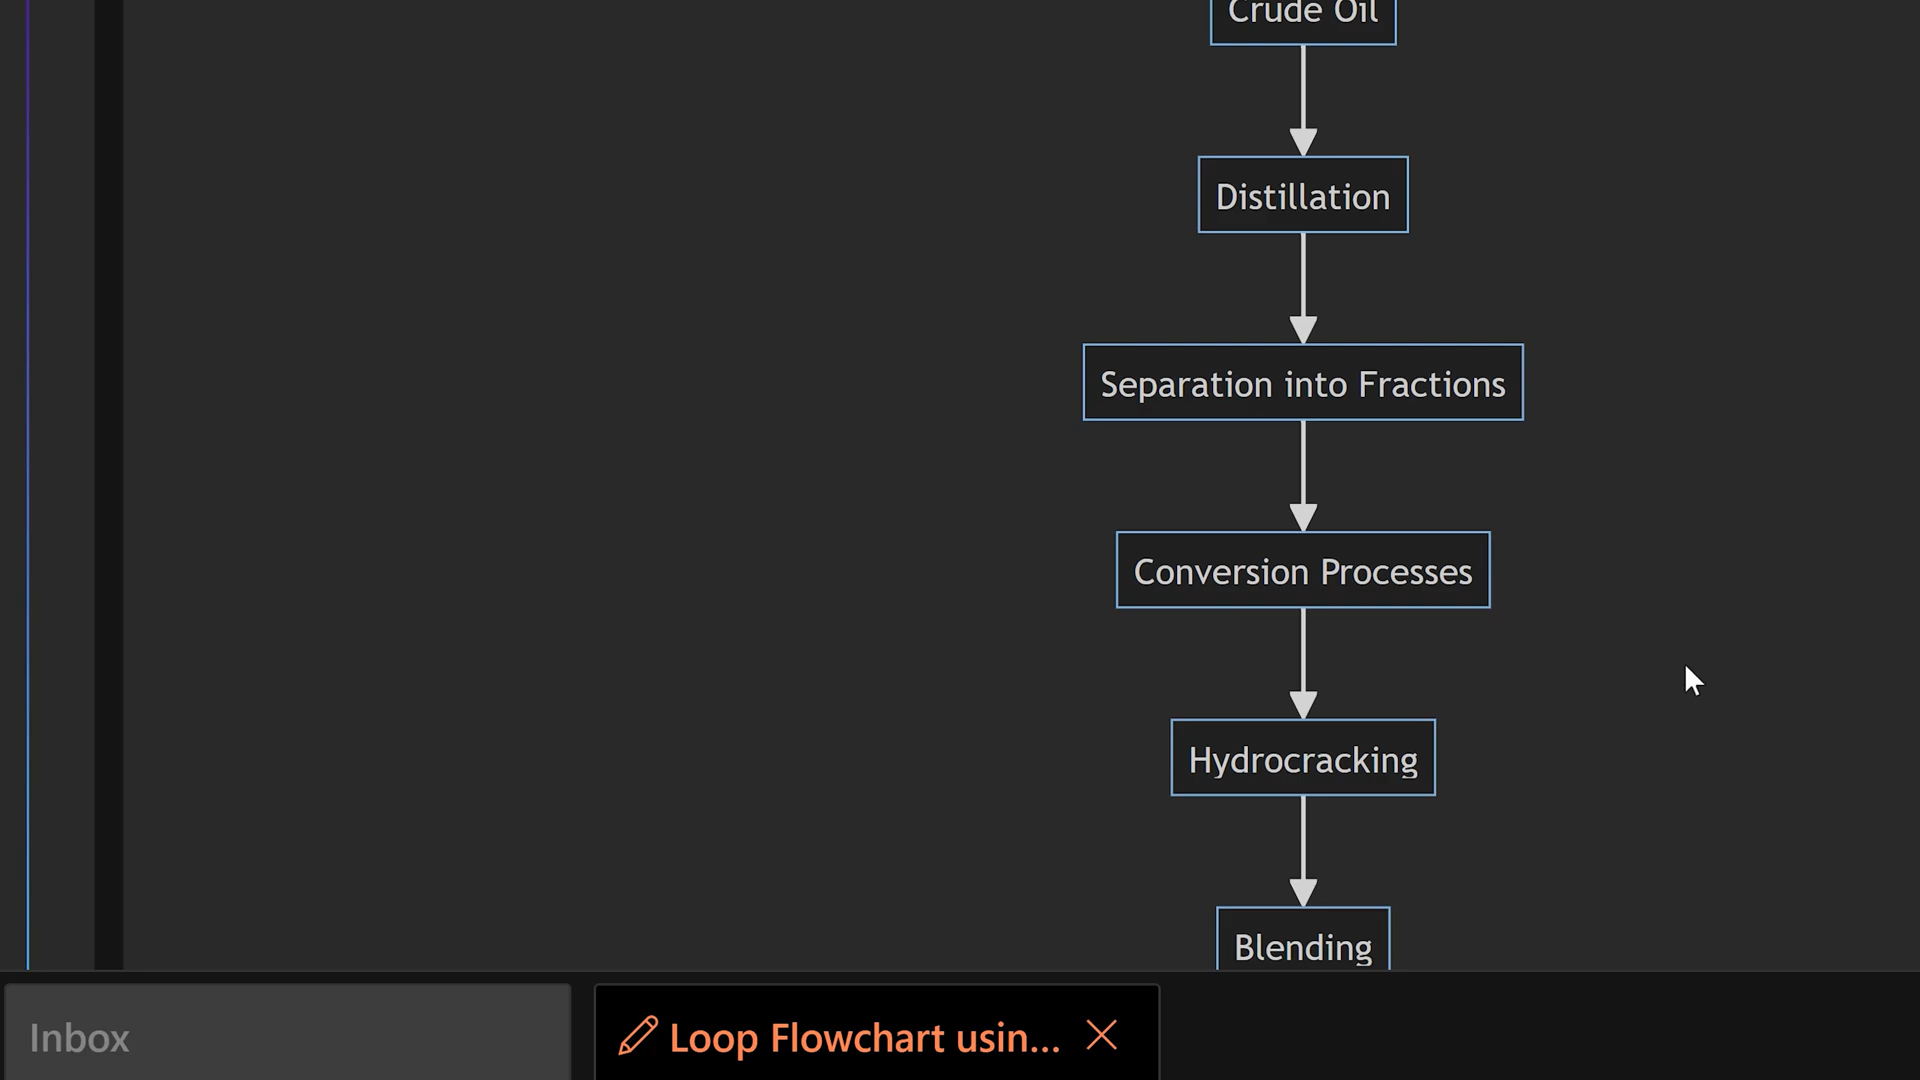 Crude Oil
Distillation
Separation into Fractions
Conversion Processes
Hydrocracking
Blending
Inbox
Loop Flowchart usin...